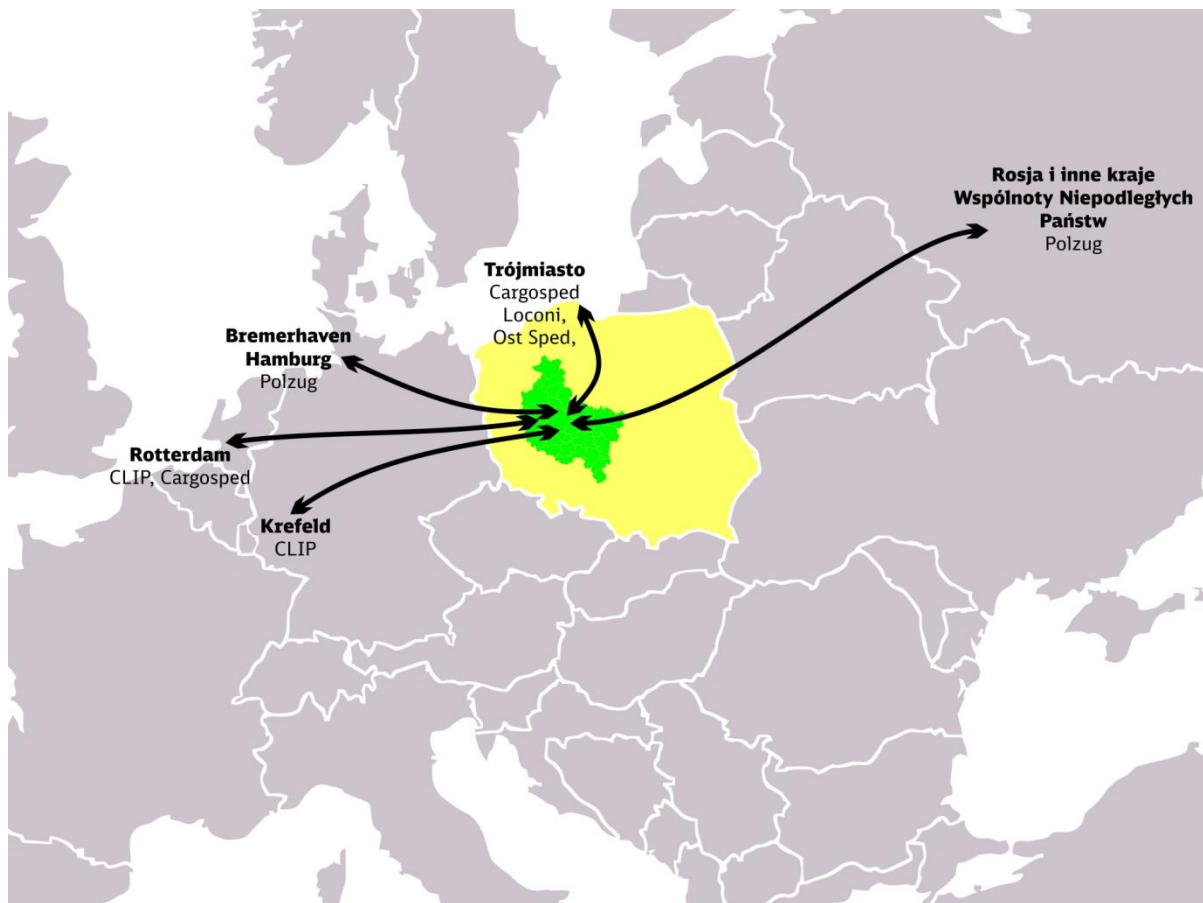 Rosja i inne kraje
Wspólnoty Niepodległych
Państw
Polzug
Trójmiasto
Cargosped
Loconi,
Ost Sped,
Bremerhaven
Hamburg
Polzug
Rotterdam
CLIP, Cargosped
Krefeld
CLIP